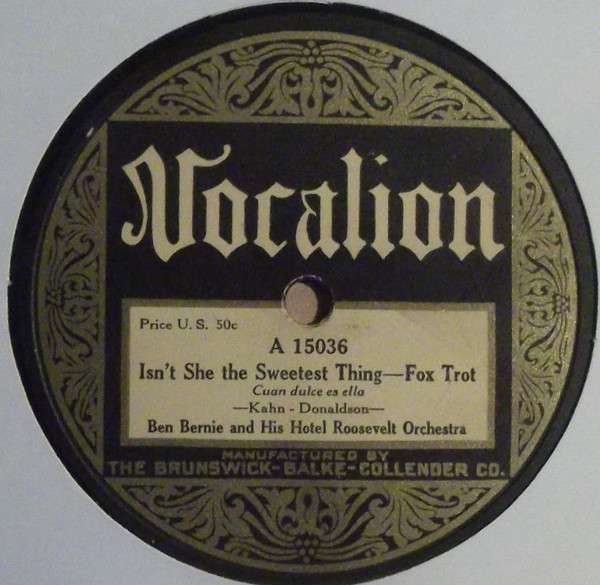 Vocalion
Price U. S. 50c
A 15036
Isn't She the Sweetest Thing—Fox Trot
Cuan dulce es ella
—Kahn - Donaldson—
Ben Bernie and His Hotel Roosevelt Orchestra
MANUFACTURED BY
THE BRUNSWICK-BALKE-COLLENDER CO.